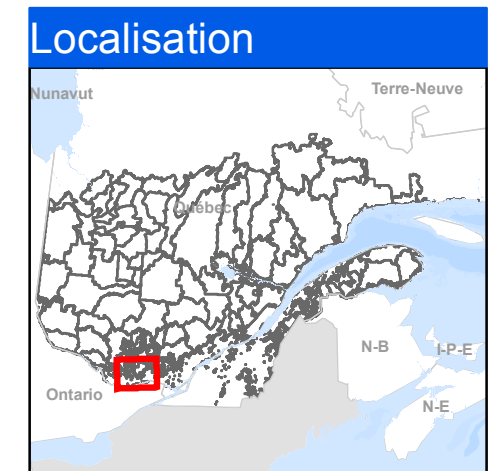 Localisation
Nunavut
Terre-Neuve
Québec
N-B
I-P-E
Ontario
N-E